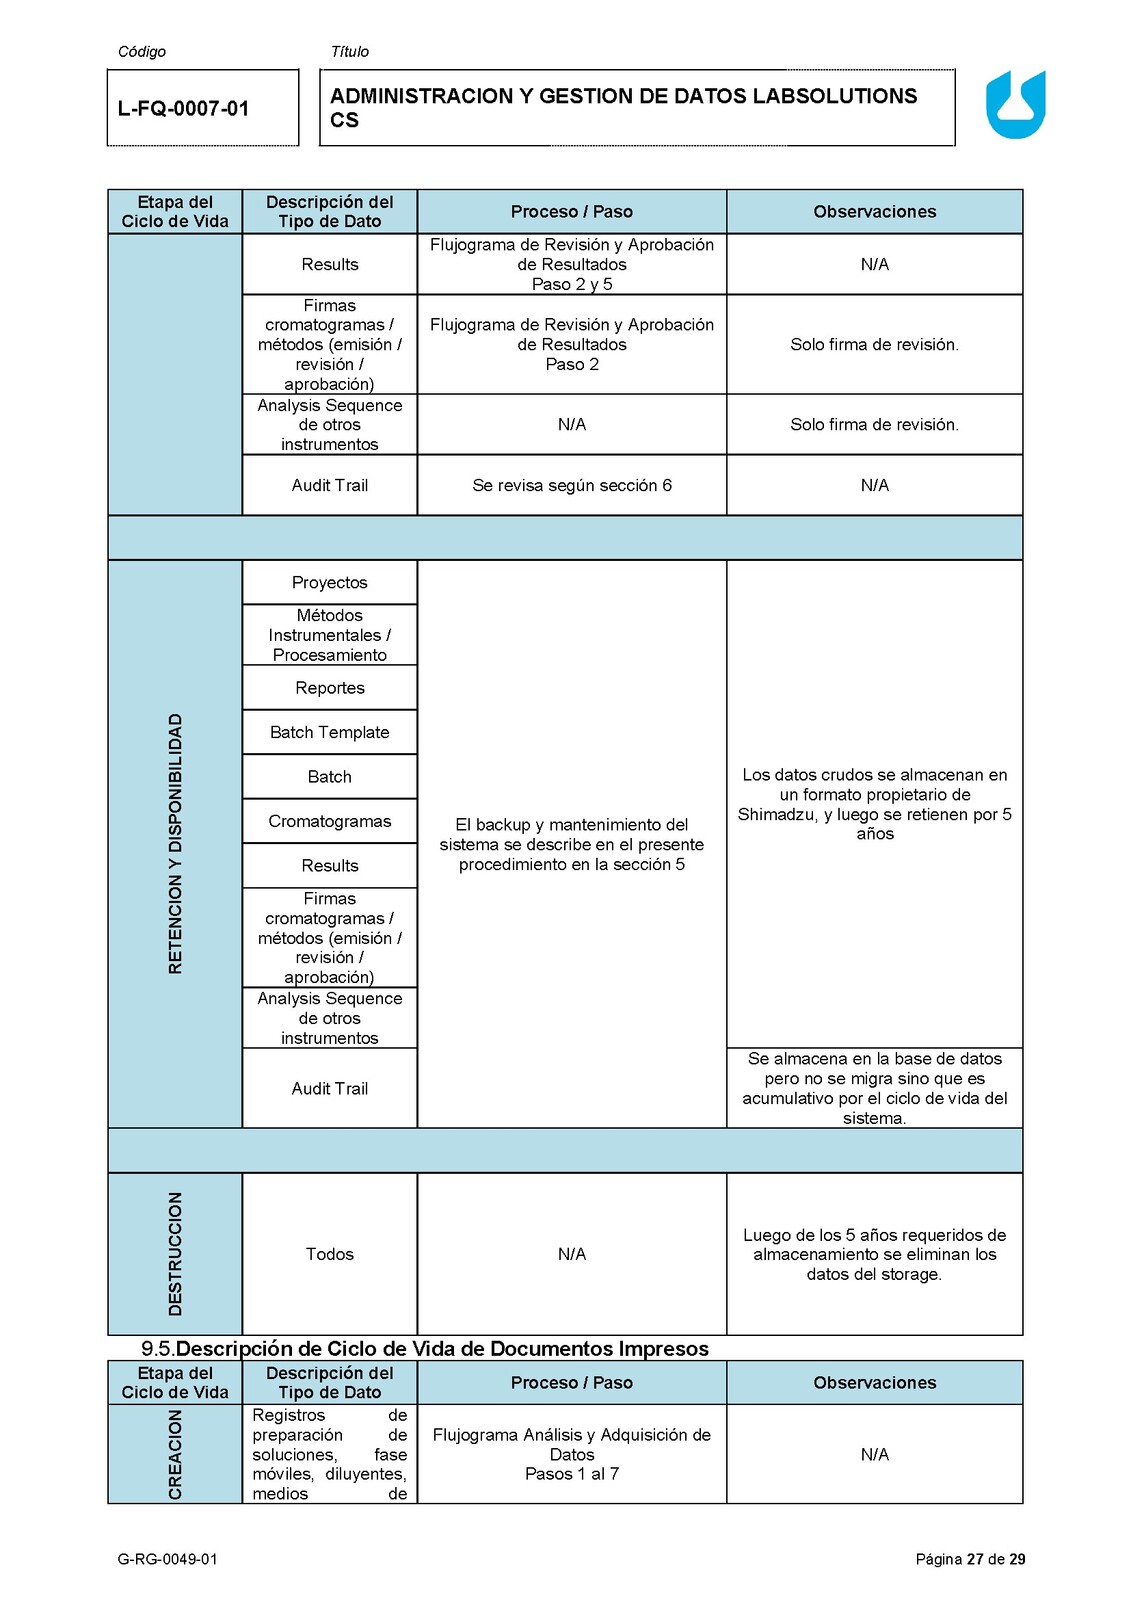 Código
Título
L-FQ-0007-01
ADMINISTRACION Y GESTION DE DATOS LABSOLUTIONS
CS
Etapa del
Ciclo de Vida
Descripción del
Tipo de Dato
Proceso / Paso
Observaciones
Results
Flujograma de Revisión y Aprobación
de Resultados
Paso 2 y 5
N/A
Firmas
cromatogramas /
métodos (emisión /
revisión /
aprobación)
Flujograma de Revisión y Aprobación
de Resultados
Paso 2
Solo firma de revisión.
Analysis Sequence
de otros
instrumentos
N/A
Solo firma de revisión.
Audit Trail
Se revisa según sección 6
N/A
RETENCION Y DISPONIBILIDAD
Proyectos
Métodos
Instrumentales /
Procesamiento
Reportes
Batch Template
Batch
Cromatogramas
Results
Firmas
cromatogramas /
métodos (emisión /
revisión /
aprobación)
Analysis Sequence
de otros
instrumentos
Audit Trail
El backup y mantenimiento del
sistema se describe en el presente
procedimiento en la sección 5
Los datos crudos se almacenan en
un formato propietario de
Shimadzu, y luego se retienen por 5
años
Se almacena en la base de datos
pero no se migra sino que es
acumulativo por el ciclo de vida del
sistema.
DESTRUCCION
Todos
N/A
Luego de los 5 años requeridos de
almacenamiento se eliminan los
datos del storage.
9.5.Descripción de Ciclo de Vida de Documentos Impresos
Etapa del
Ciclo de Vida
Descripción del
Tipo de Dato
Proceso / Paso
Observaciones
CREACION
Registros de
preparación de
soluciones, fase
móviles, diluyentes,
medios de
Flujograma Análisis y Adquisición de
Datos
Pasos 1 al 7
N/A
G-RG-0049-01
Página 27 de 29